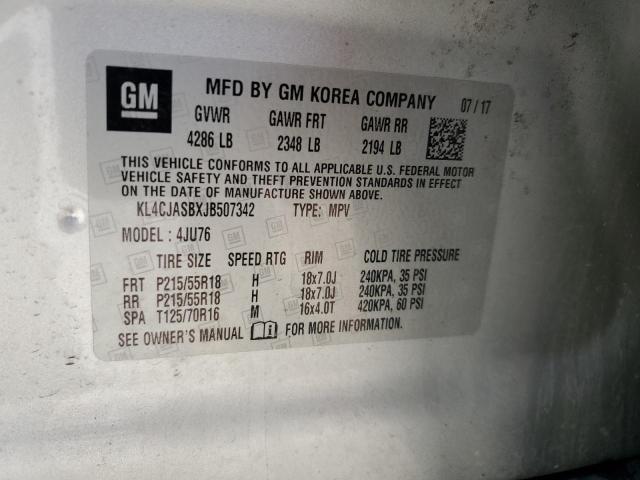 GM MFD BY GM KOREA COMPANY 07/17
GVWR GAWR FRT GAWR RR
4286 LB 2348 LB 2194 LB
THIS VEHICLE CONFORMS TO ALL APPLICABLE U.S. FEDERAL MOTOR
VEHICLE SAFETY AND THEFT PREVENTION STANDARDS IN EFFECT
ON THE DATE OF MANUFACTURE SHOWN ABOVE.
KL4CJASBXJB507342 TYPE: MPV
MODEL: 4JU76
TIRE SIZE SPEED RTG RIM COLD TIRE PRESSURE
FRT P215/55R18 H 18x7.0J 240KPA, 35 PSI
RR P215/55R18 H 18x7.0J 240KPA, 35 PSI
SPA T125/70R16 M 16x4.0T 420KPA, 60 PSI
SEE OWNER'S MANUAL FOR MORE INFORMATION.